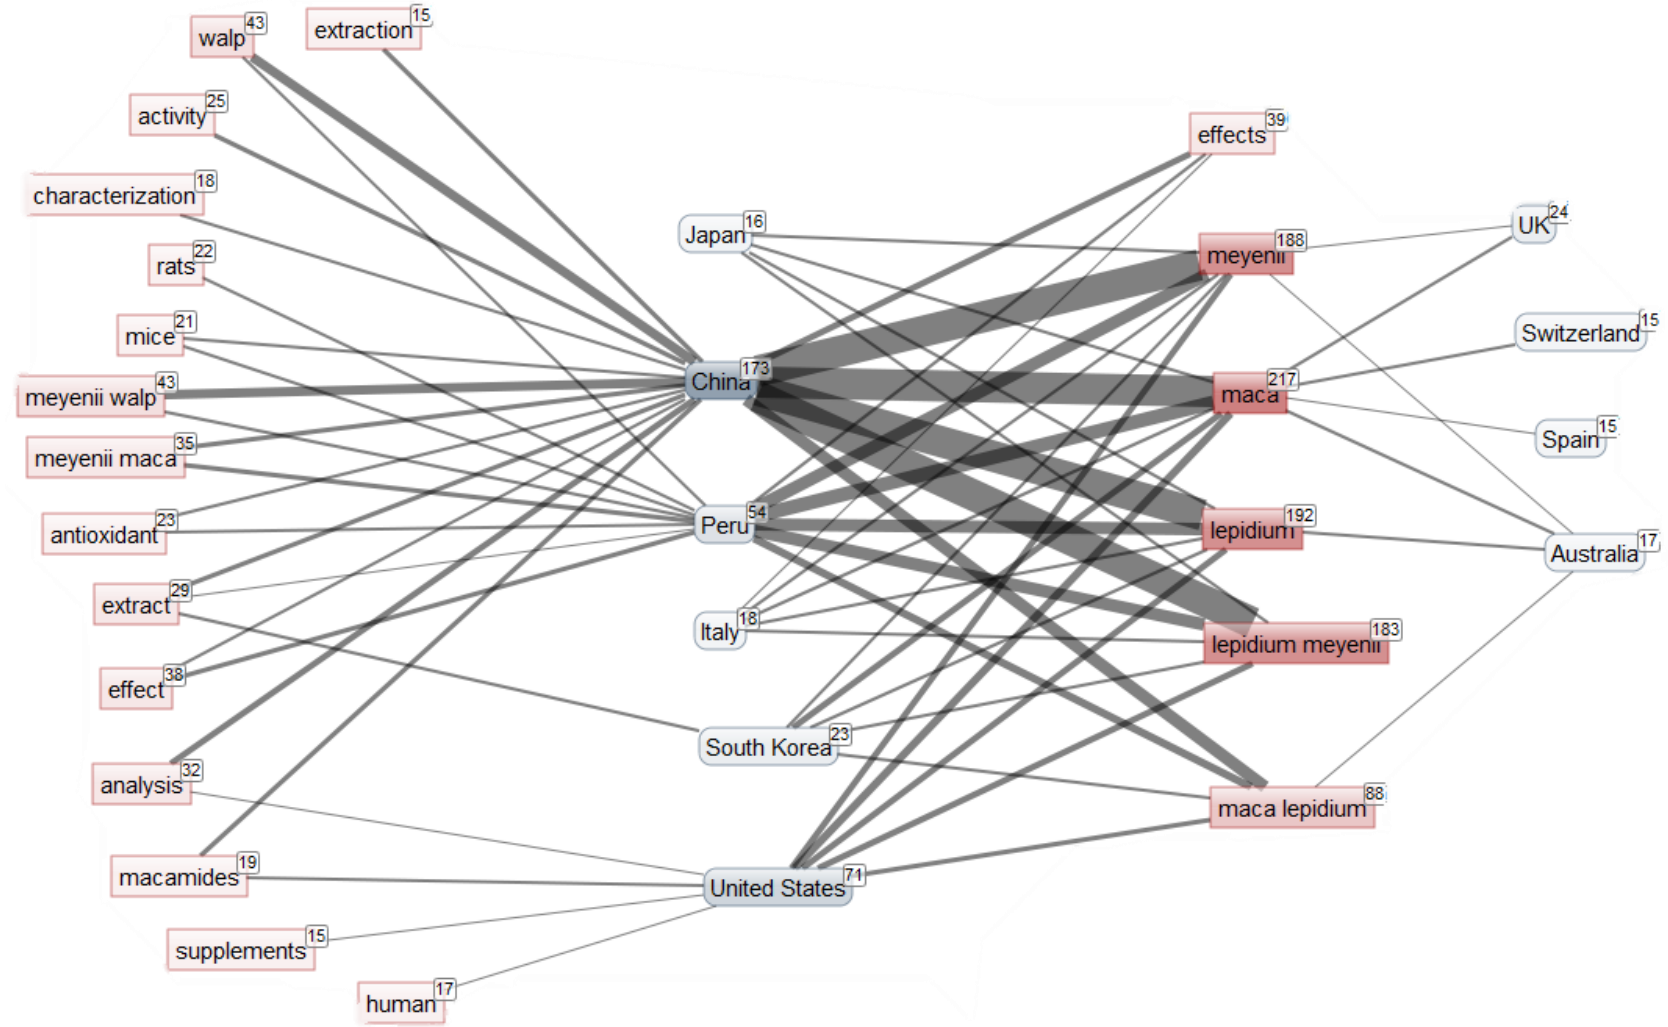 walp 43
extraction 15
activity 25
characterization 18
rats 22
mice 21
meyenii walp 43
meyenii maca 35
antioxidant 23
extract 29
effect 38
analysis 32
macamides 19
supplements 15
human 17
Japan 16
China 173
Peru 54
Italy 18
South Korea 23
United States 71
effects 39
meyenii 188
maca 217
lepidium 192
lepidium meyenii 183
maca lepidium 88
UK 24
Switzerland 15
Spain 15
Australia 17